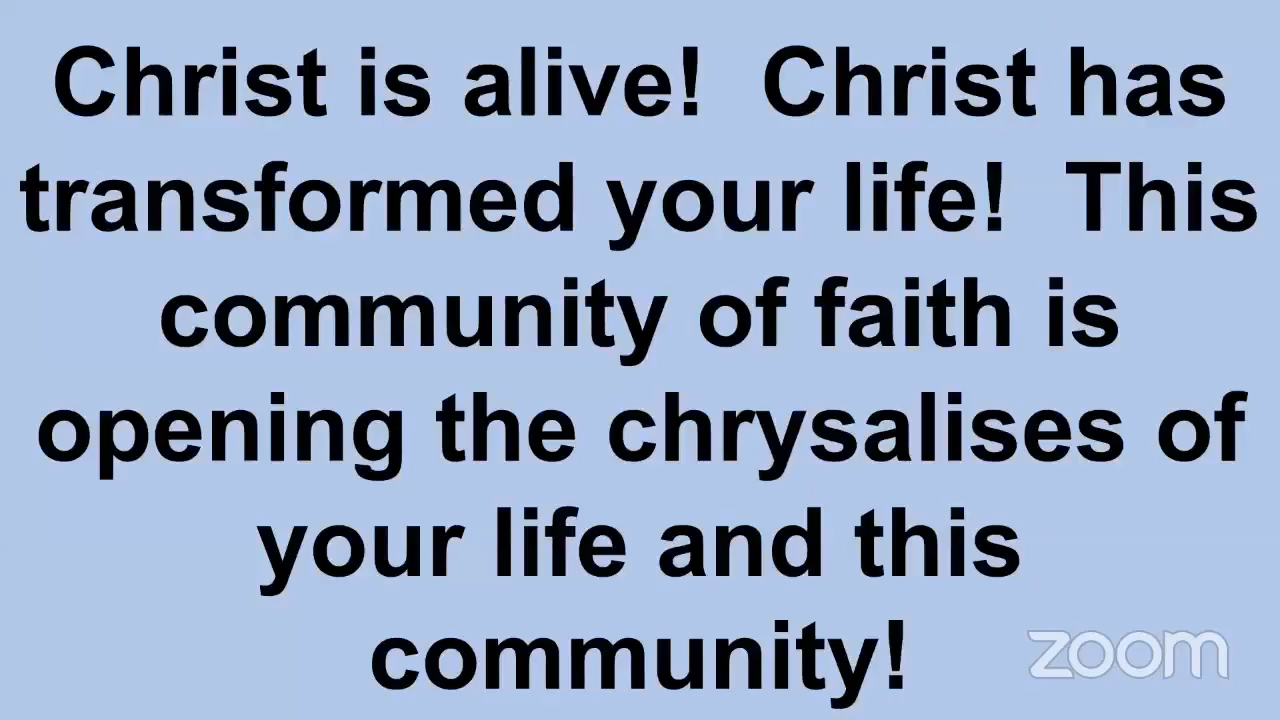 Christ is alive!  Christ has
transformed your life!  This
community of faith is
opening the chrysalises of
your life and this
community!
zoom